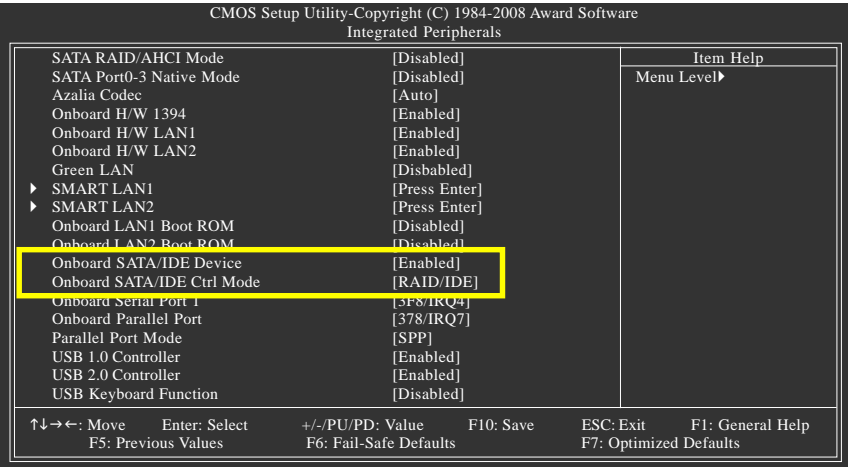 CMOS Setup Utility-Copyright (C) 1984-2008 Award Software
Integrated Peripherals
SATA RAID/AHCI Mode [Disabled] Item Help
SATA Port0-3 Native Mode [Disabled] Menu Level
Azalia Codec [Auto]
Onboard H/W 1394 [Enabled]
Onboard H/W LAN1 [Enabled]
Onboard H/W LAN2 [Enabled]
Green LAN [Disbabled]
SMART LAN1 [Press Enter]
SMART LAN2 [Press Enter]
Onboard LAN1 Boot ROM [Disabled]
Onboard LAN2 Boot ROM [Disabled]
Onboard SATA/IDE Device [Enabled]
Onboard SATA/IDE Ctrl Mode [RAID/IDE]
Onboard Serial Port 1 [3F8/IRQ4]
Onboard Parallel Port [378/IRQ7]
Parallel Port Mode [SPP]
USB 1.0 Controller [Enabled]
USB 2.0 Controller [Enabled]
USB Keyboard Function [Disabled]
↑↓→←: Move Enter: Select +/-/PU/PD: Value F10: Save ESC: Exit F1: General Help
F5: Previous Values F6: Fail-Safe Defaults F7: Optimized Defaults